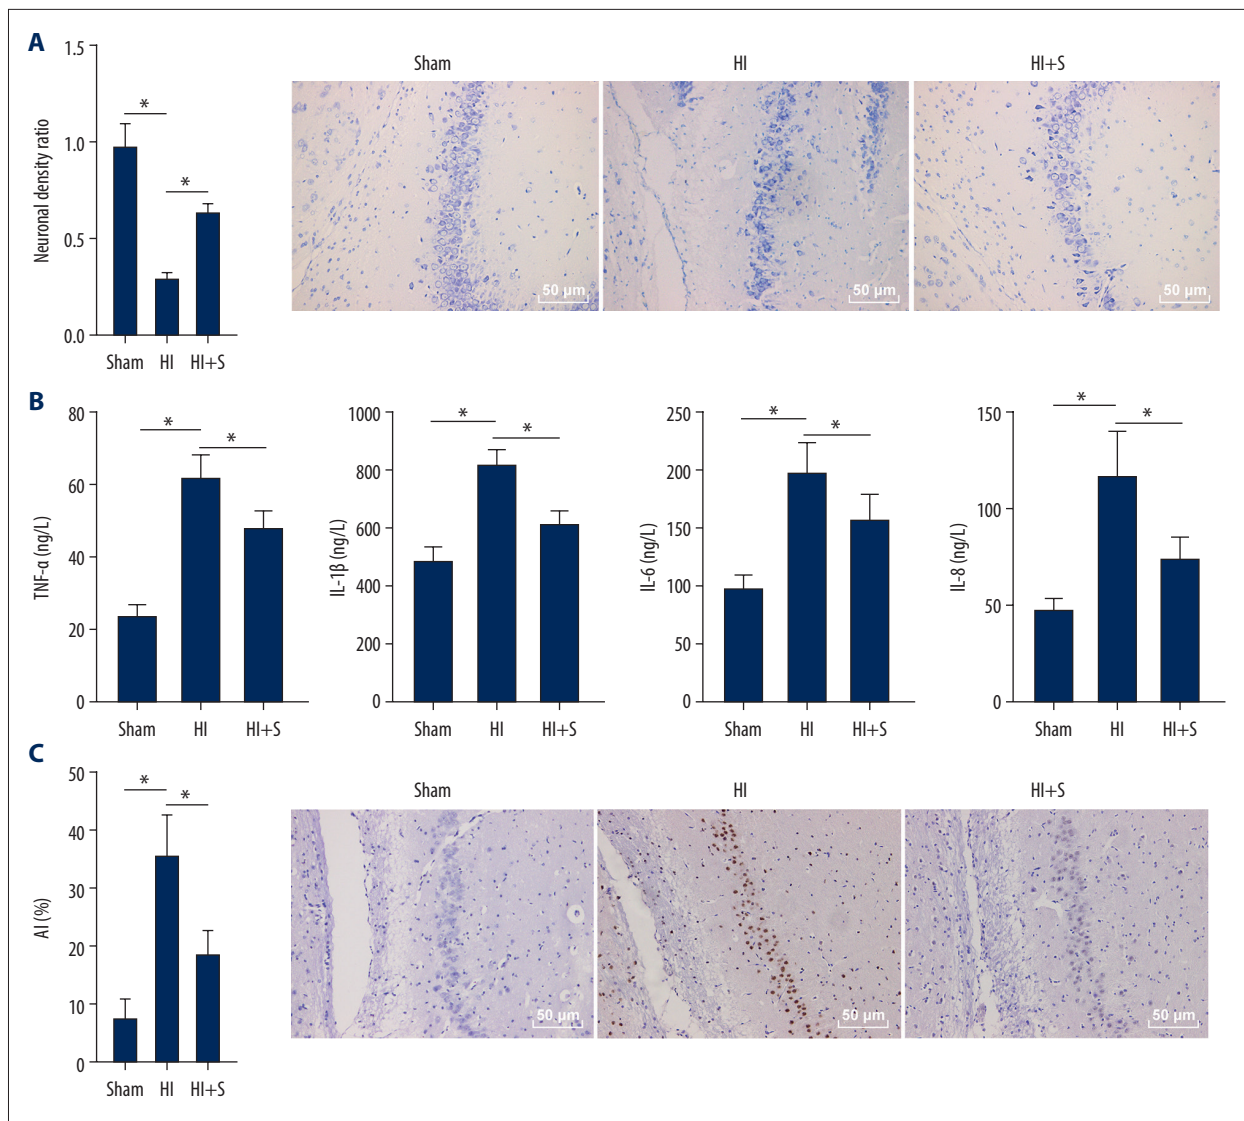 A
1.5
1.0
0.5
0.0
Neuronal density ratio
*
*
Sham HI HI+S
Sham HI HI+S
50 µm 50 µm 50 µm
B
80
60
40
20
0
TNF-α (ng/L)
*
*
Sham HI HI+S
1000
800
600
400
200
0
IL-1β (ng/L)
*
*
Sham HI HI+S
250
200
150
100
50
0
IL-6 (ng/L)
*
*
Sham HI HI+S
150
100
50
0
IL-8 (ng/L)
*
*
Sham HI HI+S
C
50
40
30
20
10
0
AI (%)
*
*
Sham HI HI+S
Sham HI HI+S
50 µm 50 µm 50 µm